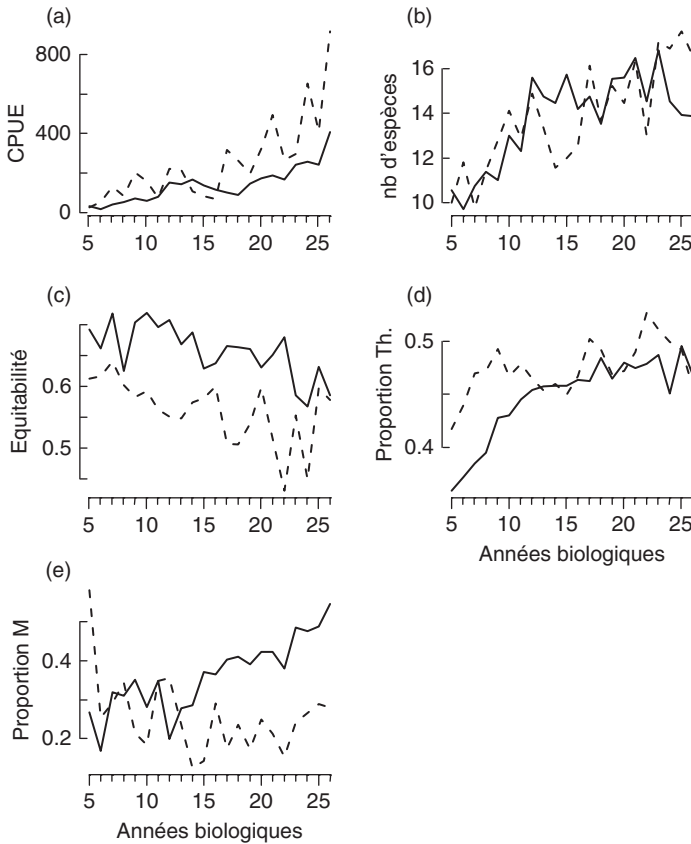 (a)
CPUE
800
400
0
5 10 15 20 25
(b)
nb d'espèces
16
14
12
10
5 10 15 20 25
(c)
Equitabilité
0.6
0.5
5 10 15 20 25
(d)
Proportion Th.
0.5
0.4
5 10 15 20 25
Années biologiques
(e)
Proportion M
0.4
0.2
5 10 15 20 25
Années biologiques